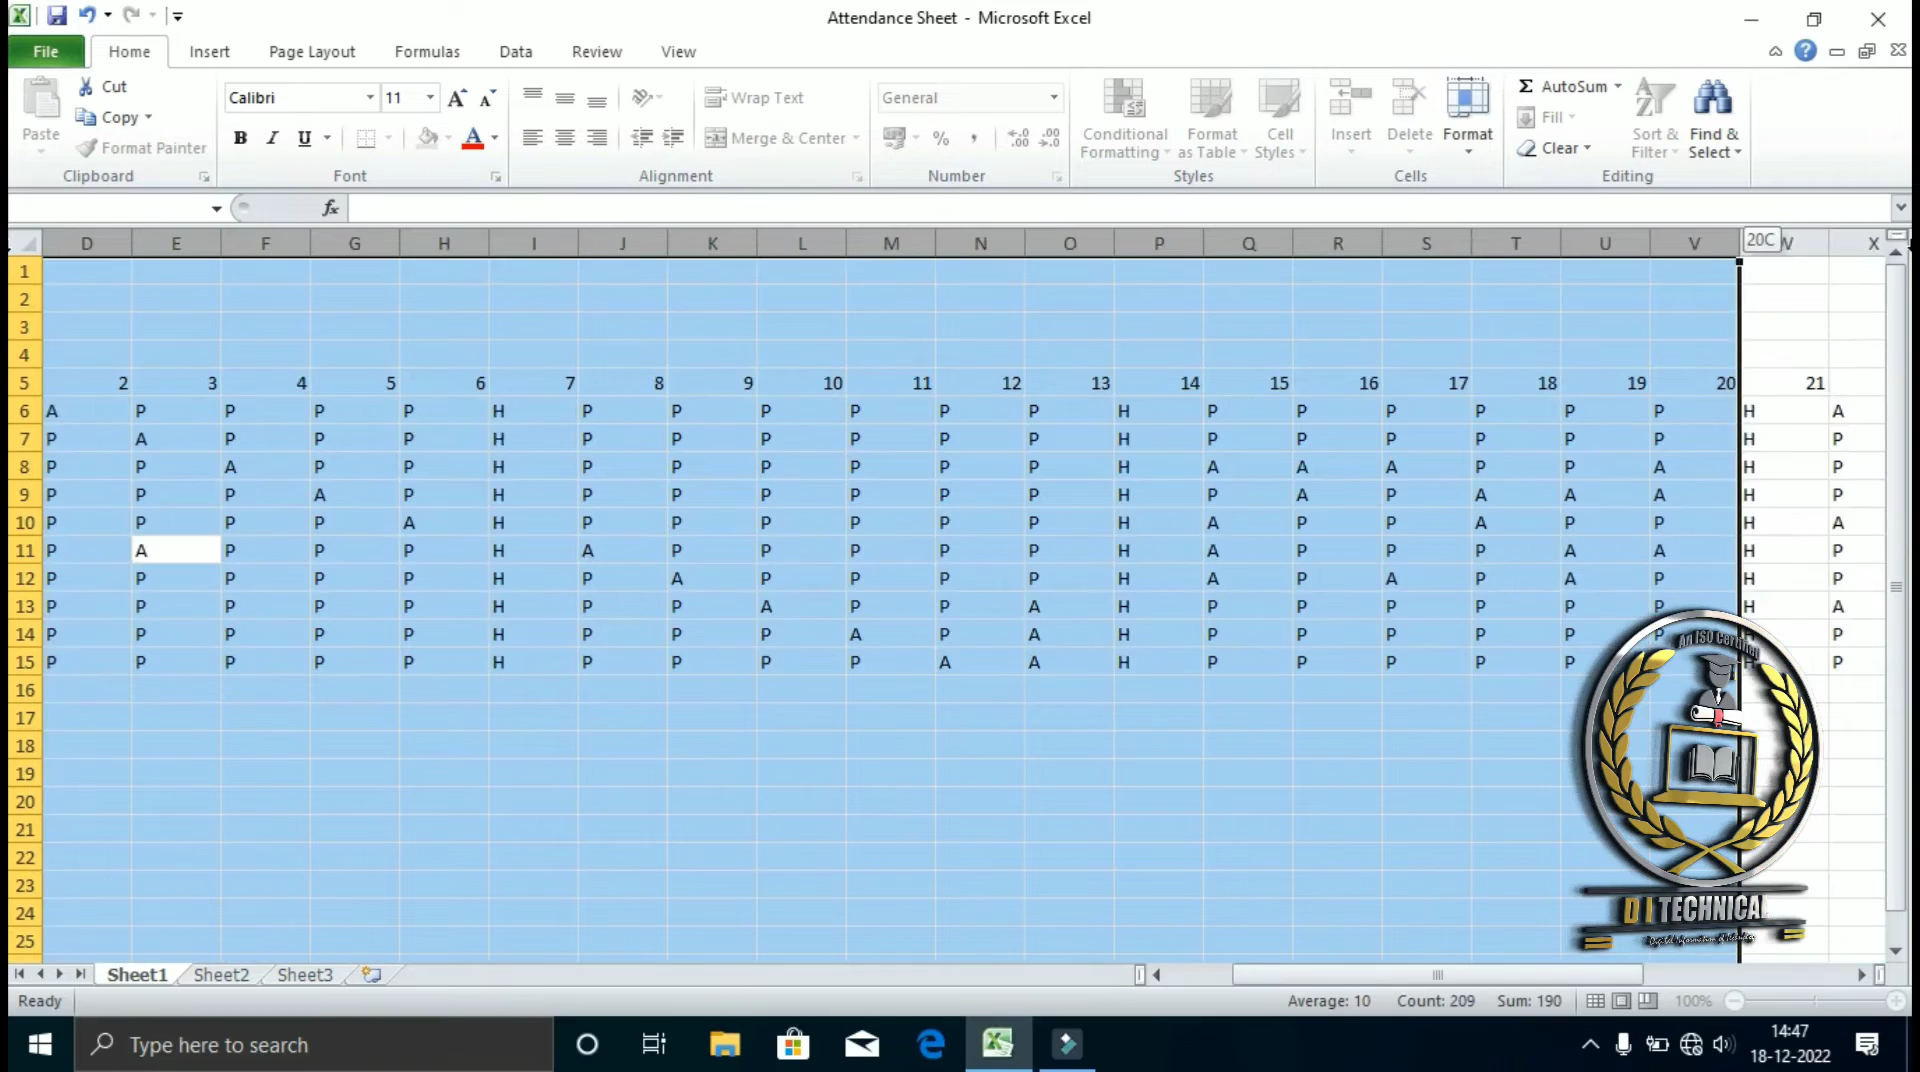 Attendance Sheet - Microsoft Excel
File Home Insert Page Layout Formulas Data Review View
Paste Cut Copy Format Painter Clipboard
Calibri 11 B I U Font
Wrap Text Merge & Center Alignment
General % , Number
Conditional Formatting Format as Table Cell Styles Styles
Insert Delete Format Cells
Σ AutoSum Fill Clear Sort & Filter Find & Select Editing
fx
D E F G H I J K L M N O P Q R S T U V 20C W X
1
2
3
4
5 2 3 4 5 6 7 8 9 10 11 12 13 14 15 16 17 18 19 20 21
6 A P P P P H P P P P P P H P P P P P P H A
7 P A P P P H P P P P P P H P P P P P P H P
8 P P A P P H P P P P P P H A A A P P A H P
9 P P P A P H P P P P P P H P A P A A A H P
10 P P P P A H P P P P P P H A P P A P P H A
11 P A P P P H A P P P P P H A P P P A A H P
12 P P P P P H P A P P P P H A P A P A P H P
13 P P P P P H P P A P P A H P P P P P P H A
14 P P P P P H P P P A P A H P P P P P P H P
15 P P P P P H P P P P A A H P P P P P H P
16
17
18
19
20
21
22
23
24
25
An ISO Certifie
DI TECHNICAL
Sheet1 Sheet2 Sheet3
Ready Average: 10 Count: 209 Sum: 190 100%
Type here to search
14:47
18-12-2022